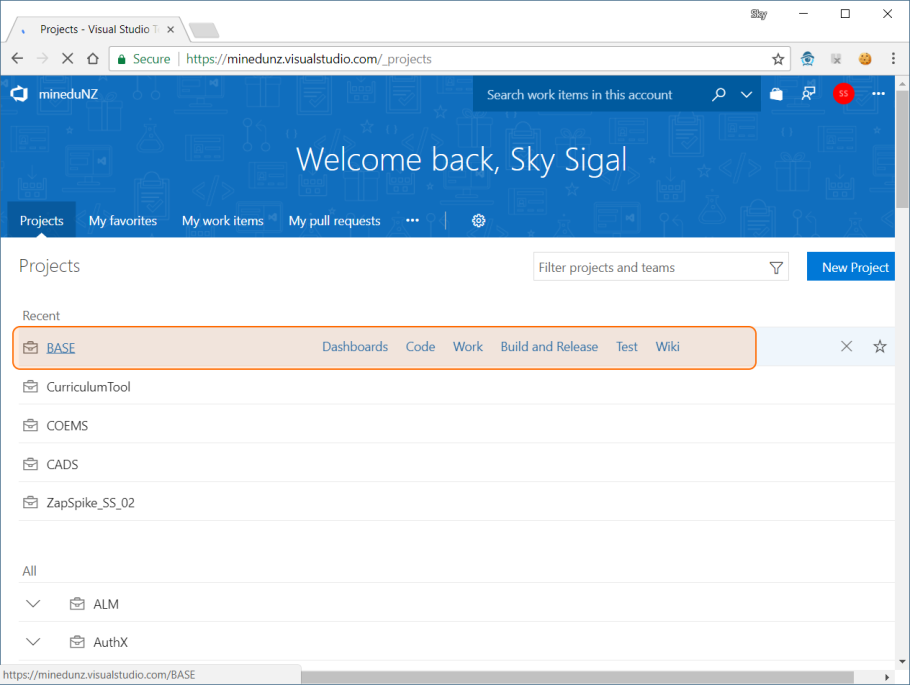 Sky
Projects - Visual Studio T
Secure https://minedunz.visualstudio.com/_projects
mineduNZ Search work items in this account SS
Welcome back, Sky Sigal
Projects My favorites My work items My pull requests
Projects Filter projects and teams New Project
Recent
BASE Dashboards Code Work Build and Release Test Wiki
CurriculumTool
COEMS
CADS
ZapSpike_SS_02
All
ALM
AuthX
https://minedunz.visualstudio.com/BASE